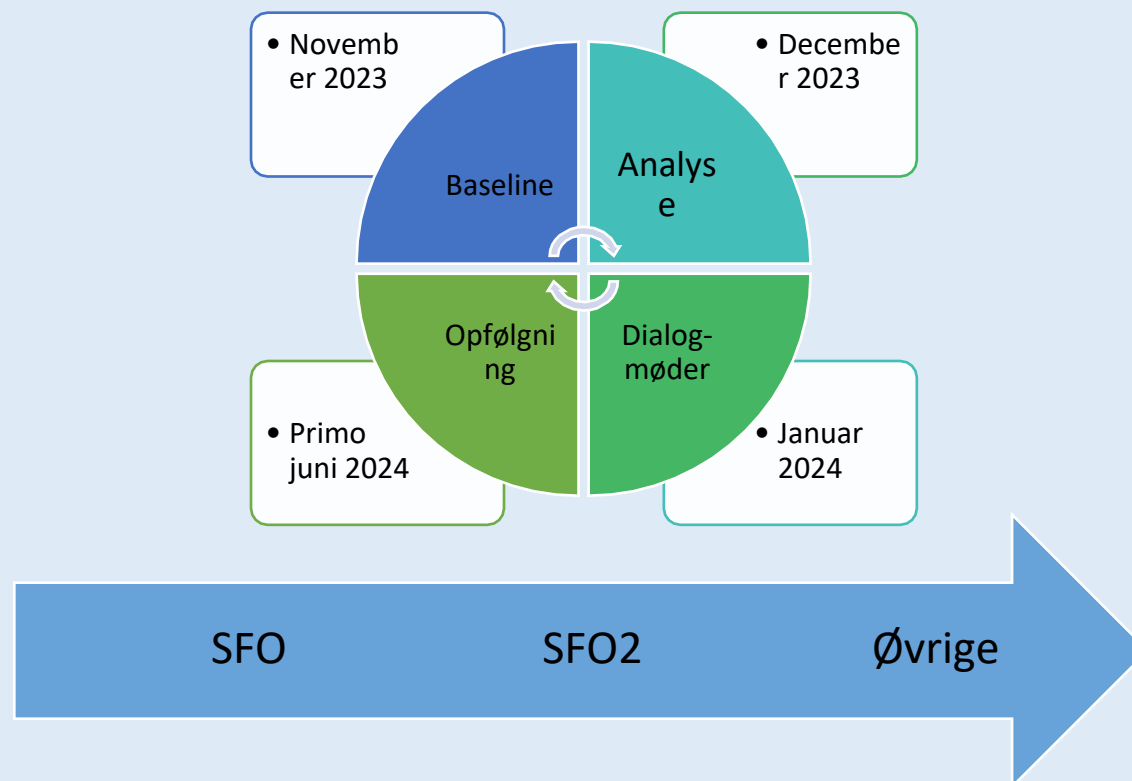 • Novemb
er 2023
• Decembe
r 2023
Baseline
Analys
e
Opfølgni
ng
Dialog-
møder
• Primo
juni 2024
• Januar
2024
SFO
SFO2
Øvrige